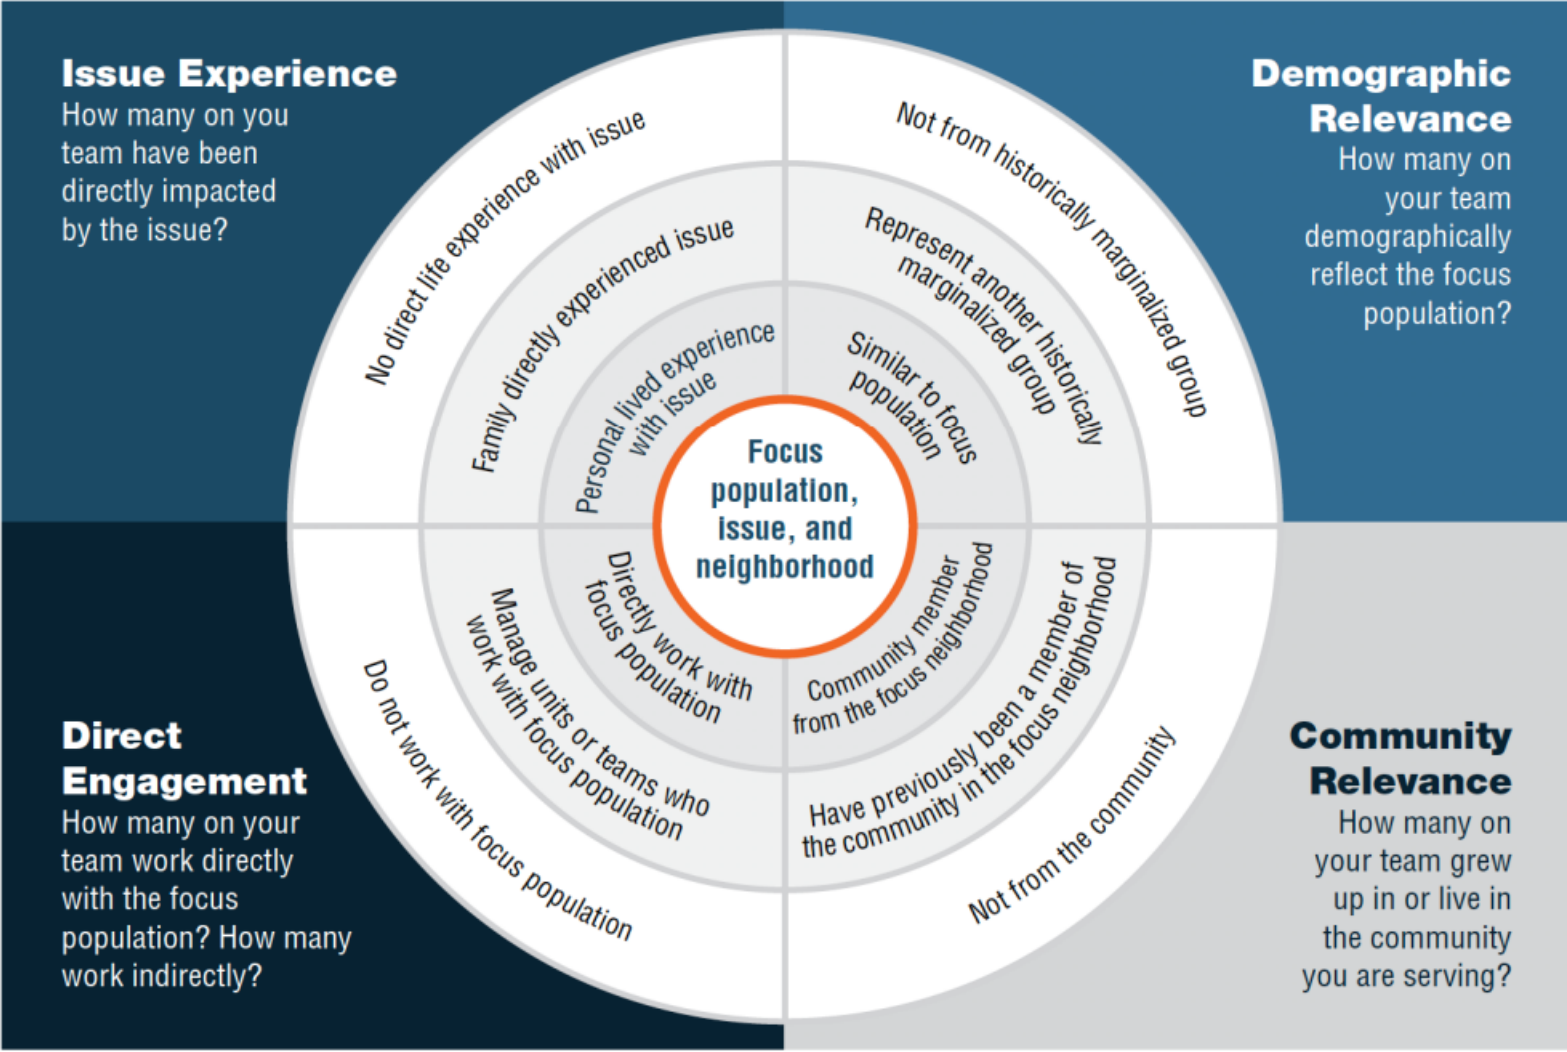 Issue Experience
How many on you
team have been
directly impacted
by the issue?
Demographic
Relevance
How many on
your team
demographically
reflect the focus
population?
No direct life experience with issue
Family directly experienced issue
Personal lived experience
with issue
Not from historically marginalized group
Represent another historically
marginalized group
Similar to focus
population
Focus
population,
issue, and
neighborhood
Directly work with
focus population
Manage units or teams who
work with focus population
Do not work with focus population
Community member
from the focus neighborhood
Have previously been a member of
the community in the focus neighborhood
Not from the community
Direct
Engagement
How many on your
team work directly
with the focus
population? How many
work indirectly?
Community
Relevance
How many on
your team grew
up in or live in
the community
you are serving?